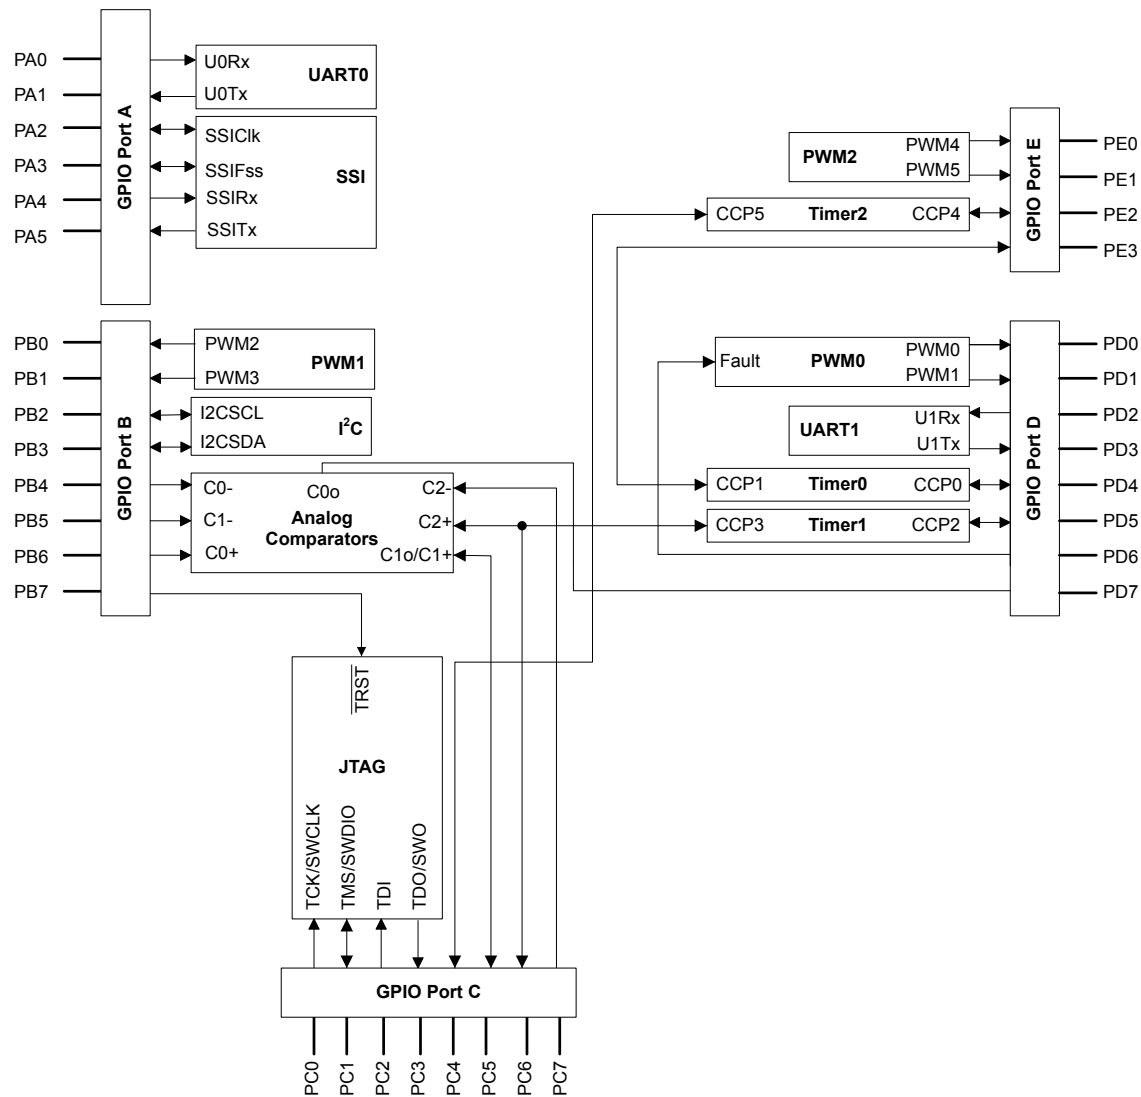 PA0
PA1
PA2
PA3
PA4
PA5
GPIO Port A
U0Rx
U0Tx
UART0
SSIClk
SSIFss
SSIRx
SSITx
SSI
PB0
PB1
PB2
PB3
PB4
PB5
PB6
PB7
GPIO Port B
PWM2
PWM3
PWM1
I2CSCL
I2CSDA
I²C
C0-
C1-
C0+
C0o
Analog
Comparators
C2-
C2+
C1o/C1+
TRST
JTAG
TCK/SWCLK
TMS/SWDIO
TDI
TDO/SWO
GPIO Port C
PC0
PC1
PC2
PC3
PC4
PC5
PC6
PC7
PWM2
PWM4
PWM5
CCP5
Timer2
CCP4
GPIO Port E
PE0
PE1
PE2
PE3
Fault
PWM0
PWM0
PWM1
UART1
U1Rx
U1Tx
CCP1
Timer0
CCP0
CCP3
Timer1
CCP2
GPIO Port D
PD0
PD1
PD2
PD3
PD4
PD5
PD6
PD7